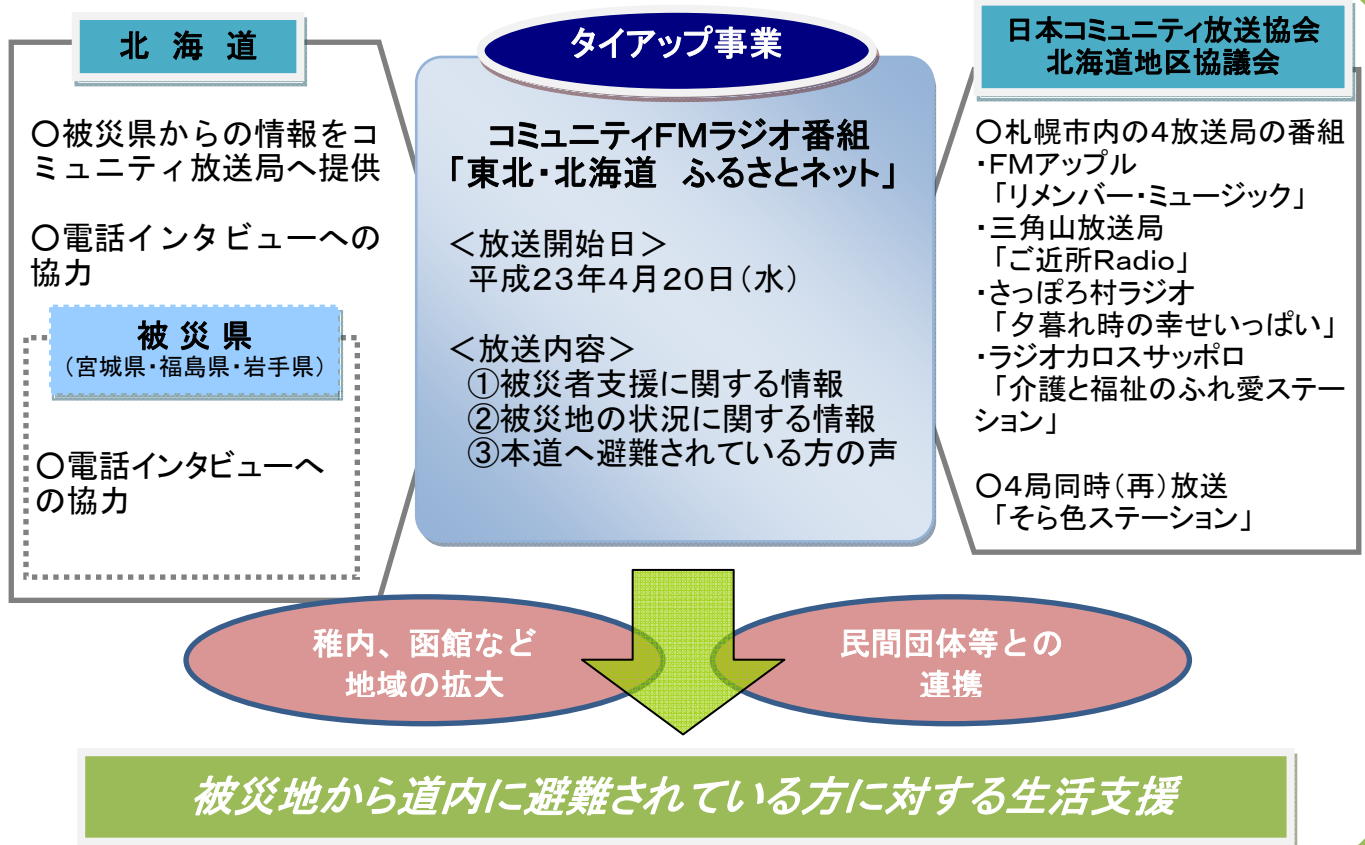 北 海 道
〇被災県からの情報をコ
ミュニティ放送局へ提供
〇電話インタビューへの
協力
被 災 県
（宮城県・福島県・岩手県）
〇電話インタビューへ
の協力
タイアップ事業
コミュニティFMラジオ番組
「東北・北海道　ふるさとネット」
＜放送開始日＞
平成２３年４月２０日（水）
＜放送内容＞
①被災者支援に関する情報
②被災地の状況に関する情報
③本道へ避難されている方の声
日本コミュニティ放送協会
北海道地区協議会
〇札幌市内の４放送局の番組
・FMアップル
「リメンバー・ミュージック」
・三角山放送局
「ご近所Radio」
・さっぽろ村ラジオ
「夕暮れ時の幸せいっぱい」
・ラジオカロスサッポロ
「介護と福祉のふれ愛ステー
ション」
〇４局同時（再）放送
「そら色ステーション」
稚内、函館など
地域の拡大
民間団体等との
連携
被災地から道内に避難されている方に対する生活支援